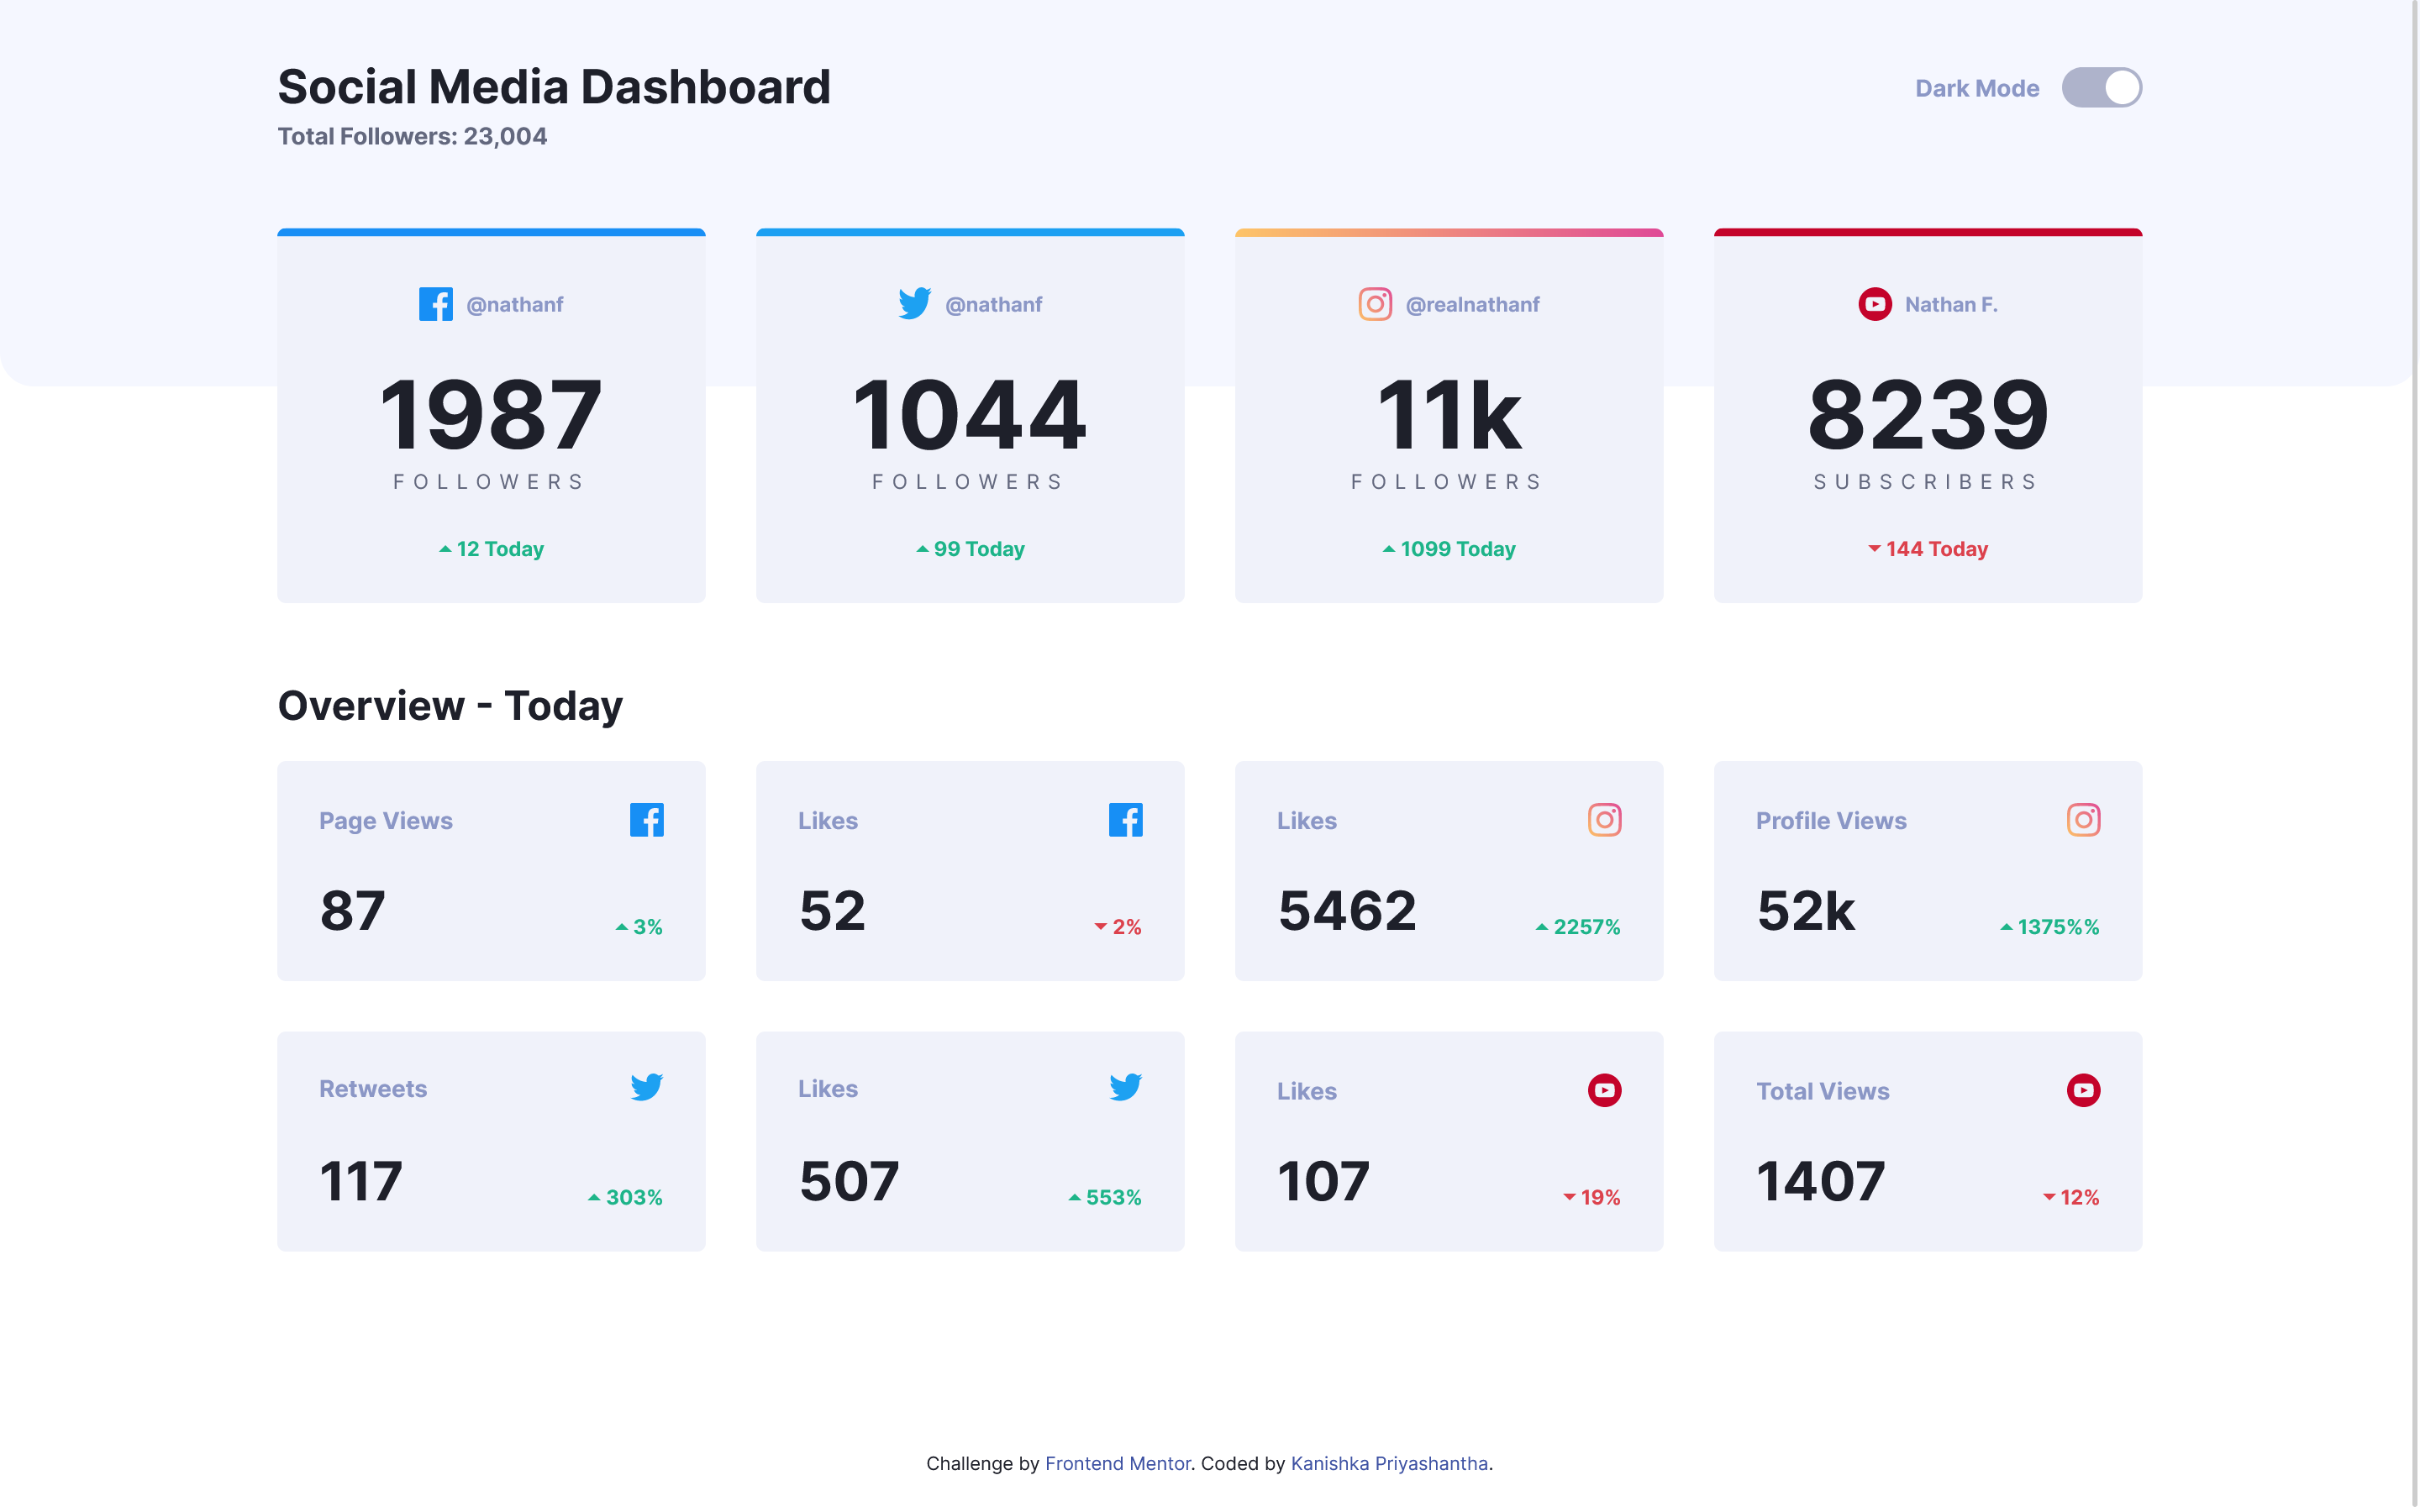 Social Media Dashboard
Total Followers: 23,004
Dark Mode
@nathanf
1987
FOLLOWERS
12 Today
@nathanf
1044
FOLLOWERS
99 Today
@realnathanf
11k
FOLLOWERS
1099 Today
Nathan F.
8239
SUBSCRIBERS
144 Today
Overview - Today
Page Views
87
3%
Likes
52
2%
Likes
5462
2257%
Profile Views
52k
1375%%
Retweets
117
303%
Likes
507
553%
Likes
107
19%
Total Views
1407
12%
Challenge by Frontend Mentor. Coded by Kanishka Priyashantha.